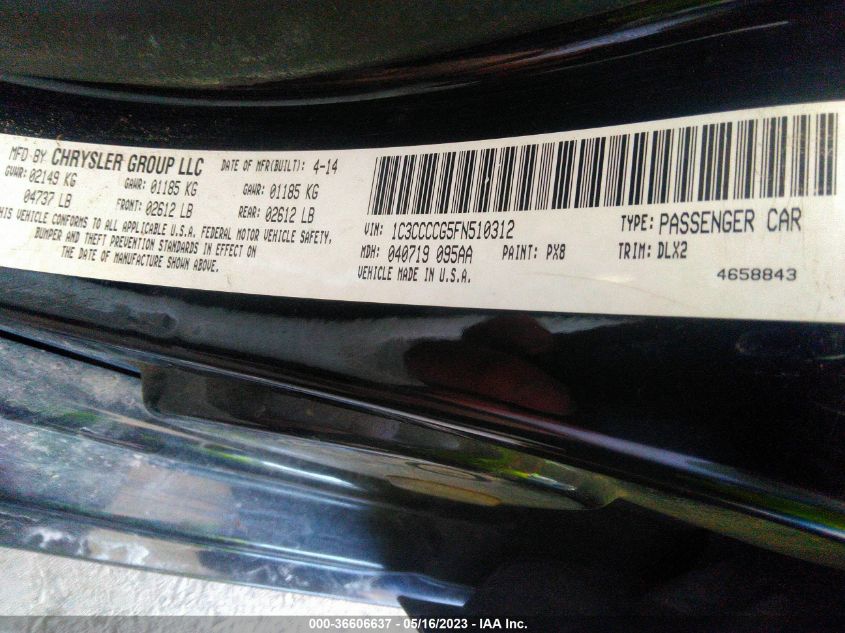 MFD BY CHRYSLER GROUP LLC DATE OF MFR(BUILT): 4-14
GVWR: 02149 KG GAWR: 01185 KG GAWR: 01185 KG
04737 LB FRONT: 02612 LB REAR: 02612 LB
THIS VEHICLE CONFORMS TO ALL APPLICABLE U.S.A. FEDERAL MOTOR VEHICLE SAFETY,
BUMPER AND THEFT PREVENTION STANDARDS IN EFFECT ON
THE DATE OF MANUFACTURE SHOWN ABOVE.
VIN: 1C3CCCCG5FN510312 TYPE: PASSENGER CAR
MDH: 040719 095AA PAINT: PX8 TRIM: DLX2
VEHICLE MADE IN U.S.A. 4658843
000-36606637 - 05/16/2023 - IAA Inc.